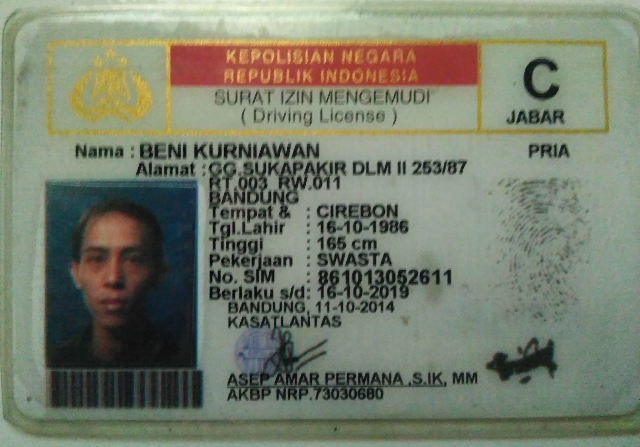 KEPOLISIAN NEGARA
REPUBLIK INDONESIA
SURAT IZIN MENGEMUDI
( Driving License )
C
JABAR
Nama : BENI KURNIAWAN
PRIA
Alamat : GG.SUKAPAKIR DLM II 253/87
RT.003 RW.011
BANDUNG
Tempat & : CIREBON
Tgl.Lahir : 16-10-1986
Tinggi : 165 cm
Pekerjaan : SWASTA
No. SIM : 861013052611
Berlaku s/d : 16-10-2019
BANDUNG, 11-10-2014
KASATLANTAS
ASEP AMAR PERMANA ,S.IK, MM
AKBP NRP.73030680